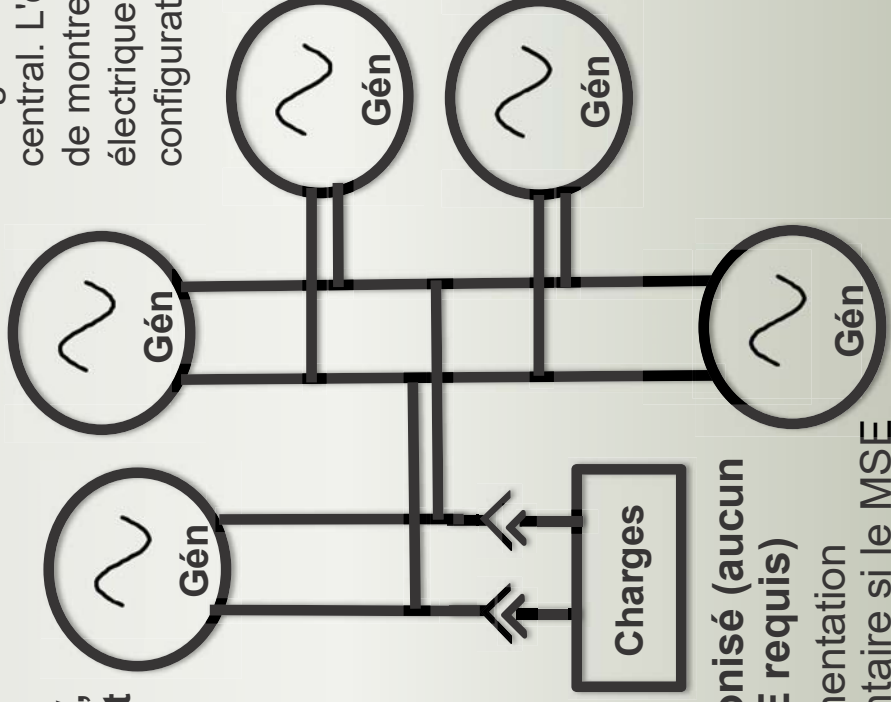 central. L'
de montre
électrique
configurat
Gén
Gén
Gén
Gén
Gén
Charges
onisé (aucun
E requis)
nentation
ntaire si le MSE